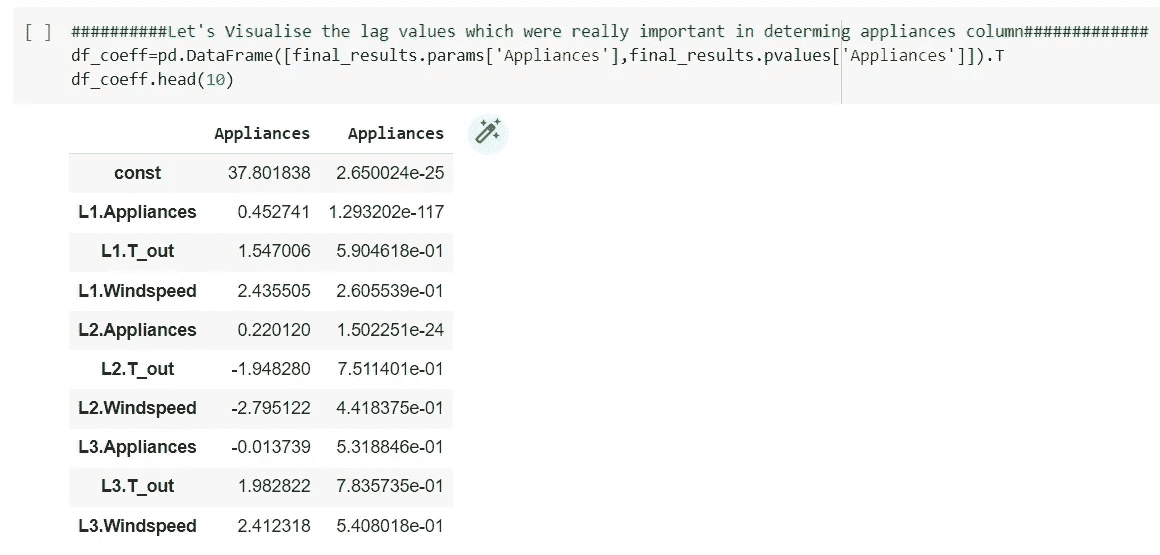 [ ] ##########Let's Visualise the lag values which were really important in determing appliances column#############
df_coeff=pd.DataFrame([final_results.params['Appliances'],final_results.pvalues['Appliances']]).T
df_coeff.head(10)
Appliances Appliances
const 37.801838 2.650024e-25
L1.Appliances 0.452741 1.293202e-117
L1.T_out 1.547006 5.904618e-01
L1.Windspeed 2.435505 2.605539e-01
L2.Appliances 0.220120 1.502251e-24
L2.T_out -1.948280 7.511401e-01
L2.Windspeed -2.795122 4.418375e-01
L3.Appliances -0.013739 5.318846e-01
L3.T_out 1.982822 7.835735e-01
L3.Windspeed 2.412318 5.408018e-01